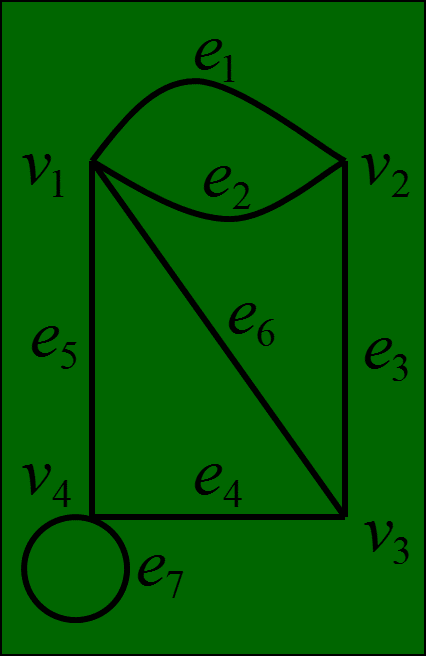 e₁
v₁
e₂
v₂
e₆
e₅
e₃
v₄
e₄
v₃
e₇